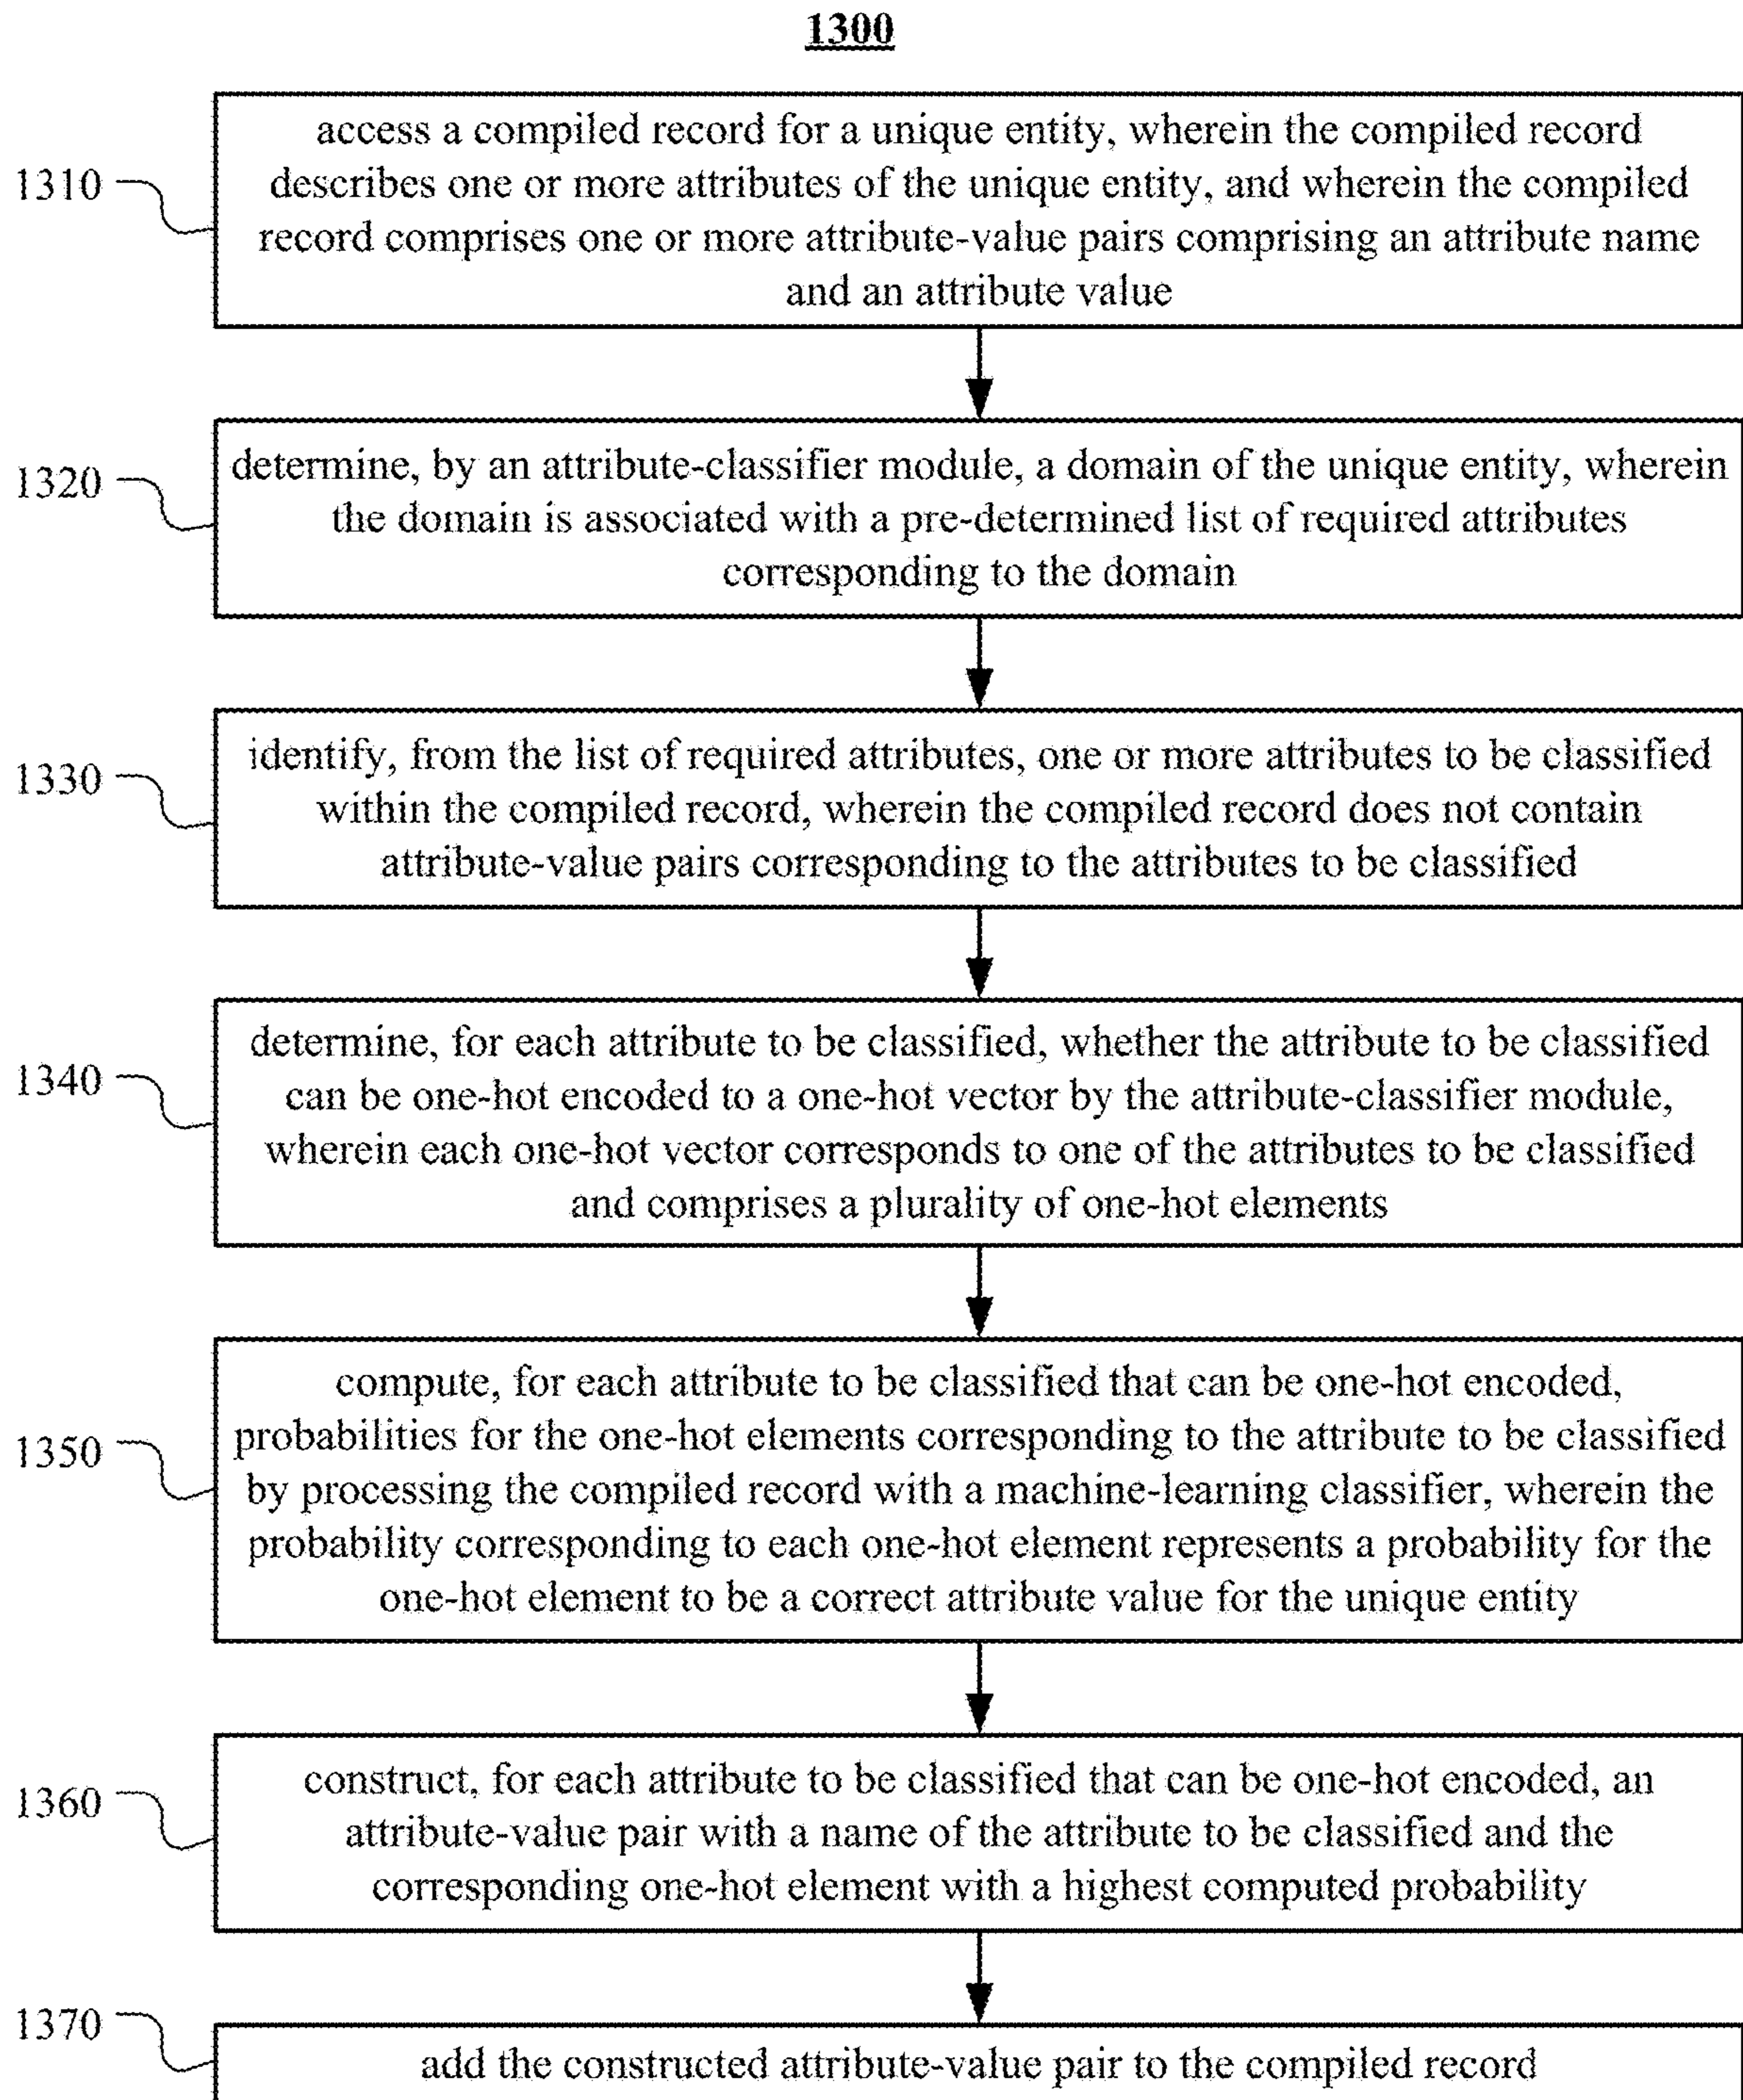 1300
1310
access a compiled record for a unique entity, wherein the compiled record
describes one or more attributes of the unique entity, and wherein the compiled
record comprises one or more attribute-value pairs comprising an attribute name
and an attribute value
1320
determine, by an attribute-classifier module, a domain of the unique entity, wherein
the domain is associated with a pre-determined list of required attributes
corresponding to the domain
1330
identify, from the list of required attributes, one or more attributes to be classified
within the compiled record, wherein the compiled record does not contain
attribute-value pairs corresponding to the attributes to be classified
1340
determine, for each attribute to be classified, whether the attribute to be classified
can be one-hot encoded to a one-hot vector by the attribute-classifier module,
wherein each one-hot vector corresponds to one of the attributes to be classified
and comprises a plurality of one-hot elements
1350
compute, for each attribute to be classified that can be one-hot encoded,
probabilities for the one-hot elements corresponding to the attribute to be classified
by processing the compiled record with a machine-learning classifier, wherein the
probability corresponding to each one-hot element represents a probability for the
one-hot element to be a correct attribute value for the unique entity
1360
construct, for each attribute to be classified that can be one-hot encoded, an
attribute-value pair with a name of the attribute to be classified and the
corresponding one-hot element with a highest computed probability
1370
add the constructed attribute-value pair to the compiled record